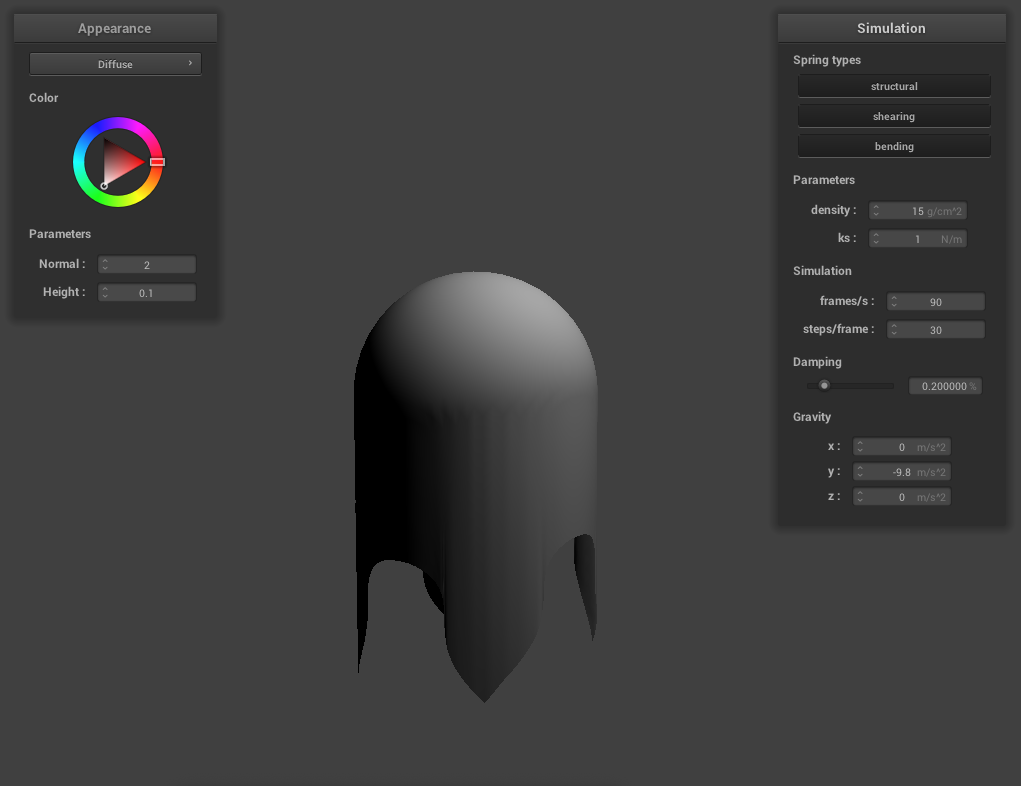 Appearance
Diffuse
Color
Parameters
Normal : 2
Height : 0.1
Simulation
Spring types
structural
shearing
bending
Parameters
density : 15 g/cm^2
ks : 1 N/m
Simulation
frames/s : 90
steps/frame : 30
Damping
0.200000 %
Gravity
x : 0 m/s^2
y : -9.8 m/s^2
z : 0 m/s^2